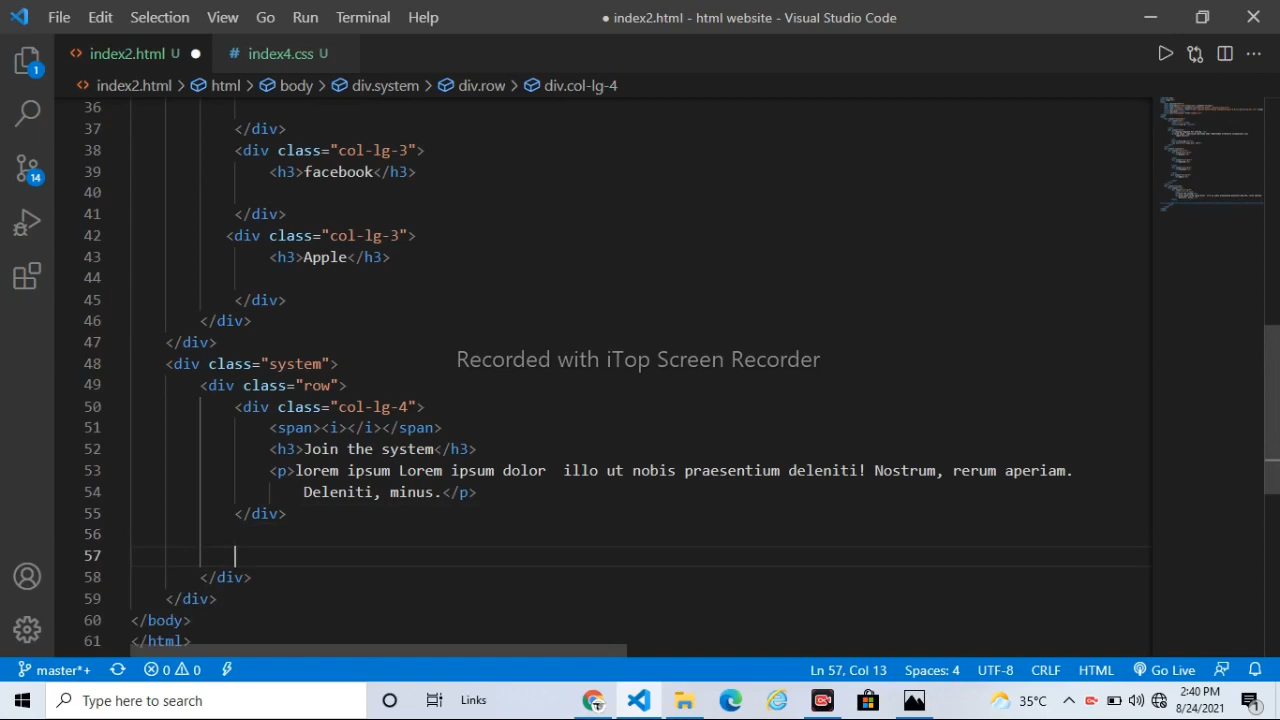 File Edit Selection View Go Run Terminal Help ● index2.html - html website - Visual Studio Code
<> index2.html U ● # index4.css U
<> index2.html > html > body > div.system > div.row > div.col-lg-4
1
14
36
37 </div>
38 <div class="col-lg-3">
39 <h3>facebook</h3>
40
41 </div>
42 <div class="col-lg-3">
43 <h3>Apple</h3>
44
45 </div>
46 </div>
47 </div>
48 <div class="system">
Recorded with iTop Screen Recorder
49 <div class="row">
50 <div class="col-lg-4">
51 <span><i></i></span>
52 <h3>Join the system</h3>
53 <p>lorem ipsum Lorem ipsum dolor  illo ut nobis praesentium deleniti! Nostrum, rerum aperiam.
54 Deleniti, minus.</p>
55 </div>
56
57
58 </div>
59 </div>
60 </body>
61 </html>
master*+ 0 0 Ln 57, Col 13 Spaces: 4 UTF-8 CRLF HTML Go Live
Type here to search Links 35°C 2:40 PM
8/24/2021 1